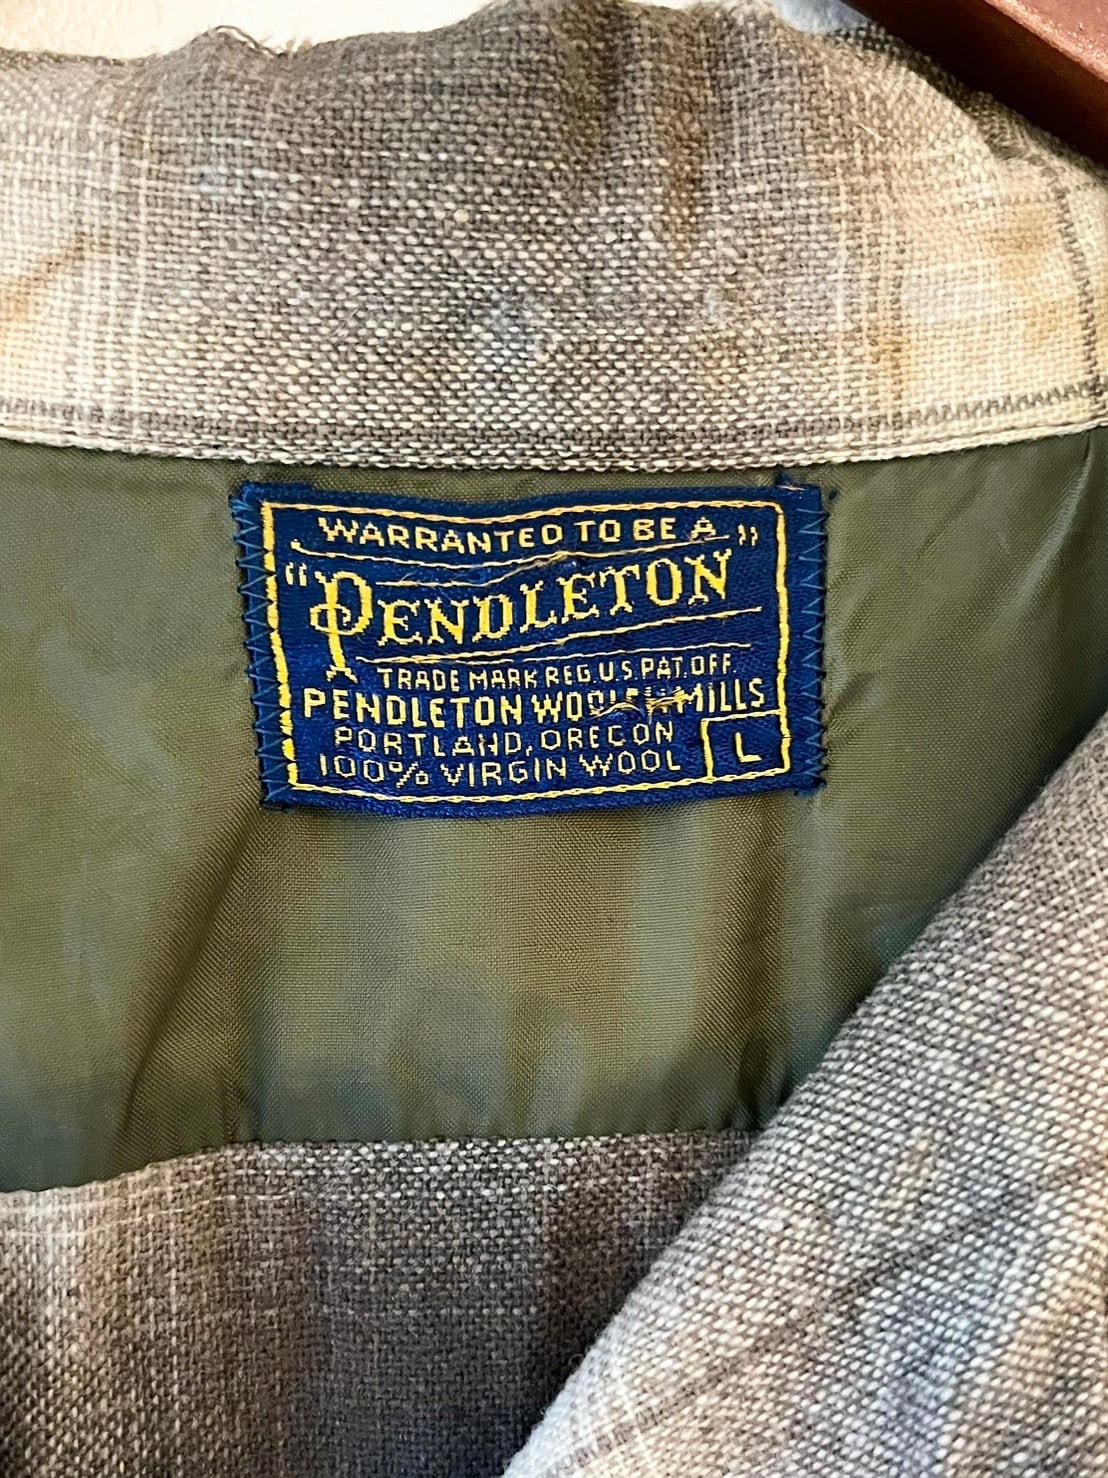 WARRANTED TO BE A
"PENDLETON"
TRADE MARK REG. U.S. PAT. OFF.
PENDLETON WOOLEN MILLS
PORTLAND, OREGON
100% VIRGIN WOOL
L